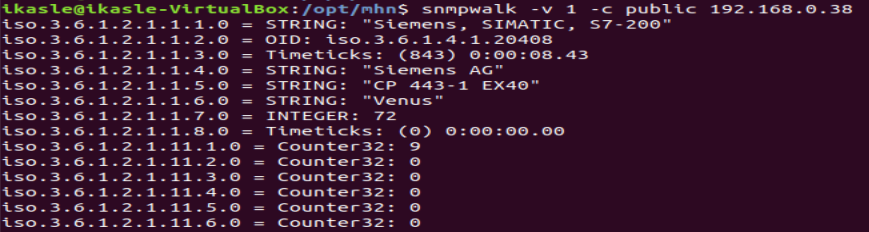 ikasle@ikasle-VirtualBox:/opt/mhn$ snmpwalk -v 1 -c public 192.168.0.38
iso.3.6.1.2.1.1.1.0 = STRING: "Siemens, SIMATIC, S7-200"
iso.3.6.1.2.1.1.2.0 = OID: iso.3.6.1.4.1.20408
iso.3.6.1.2.1.1.3.0 = Timeticks: (843) 0:00:08.43
iso.3.6.1.2.1.1.4.0 = STRING: "Siemens AG"
iso.3.6.1.2.1.1.5.0 = STRING: "CP 443-1 EX40"
iso.3.6.1.2.1.1.6.0 = STRING: "Venus"
iso.3.6.1.2.1.1.7.0 = INTEGER: 72
iso.3.6.1.2.1.1.8.0 = Timeticks: (0) 0:00:00.00
iso.3.6.1.2.1.11.1.0 = Counter32: 9
iso.3.6.1.2.1.11.2.0 = Counter32: 0
iso.3.6.1.2.1.11.3.0 = Counter32: 0
iso.3.6.1.2.1.11.4.0 = Counter32: 0
iso.3.6.1.2.1.11.5.0 = Counter32: 0
iso.3.6.1.2.1.11.6.0 = Counter32: 0